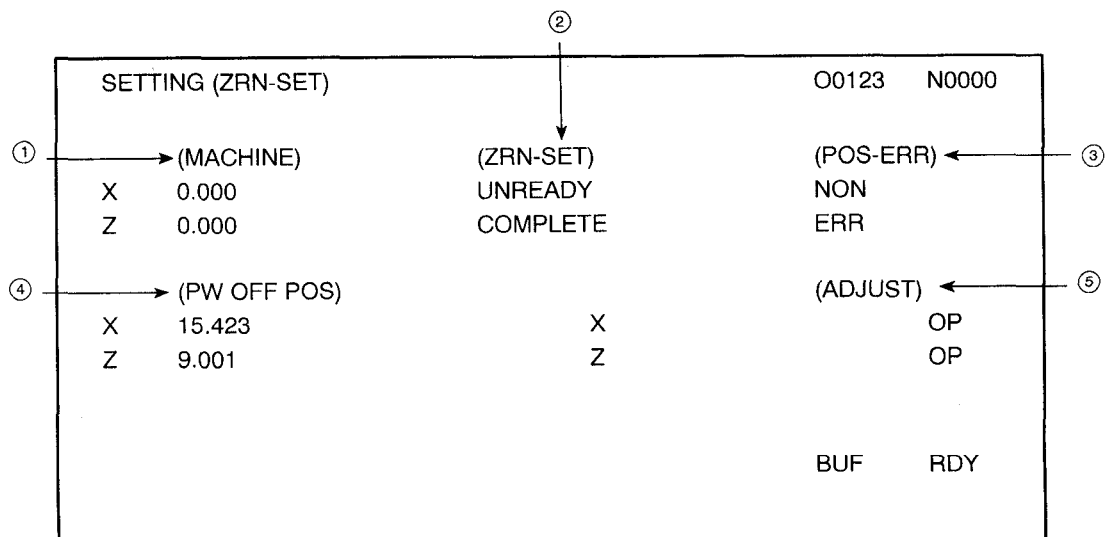 ②
SETTING (ZRN-SET) O0123 N0000
① (MACHINE) (ZRN-SET) (POS-ERR) ③
X 0.000 UNREADY NON
Z 0.000 COMPLETE ERR
④ (PW OFF POS) (ADJUST) ⑤
X 15.423 X OP
Z 9.001 Z OP
BUF RDY